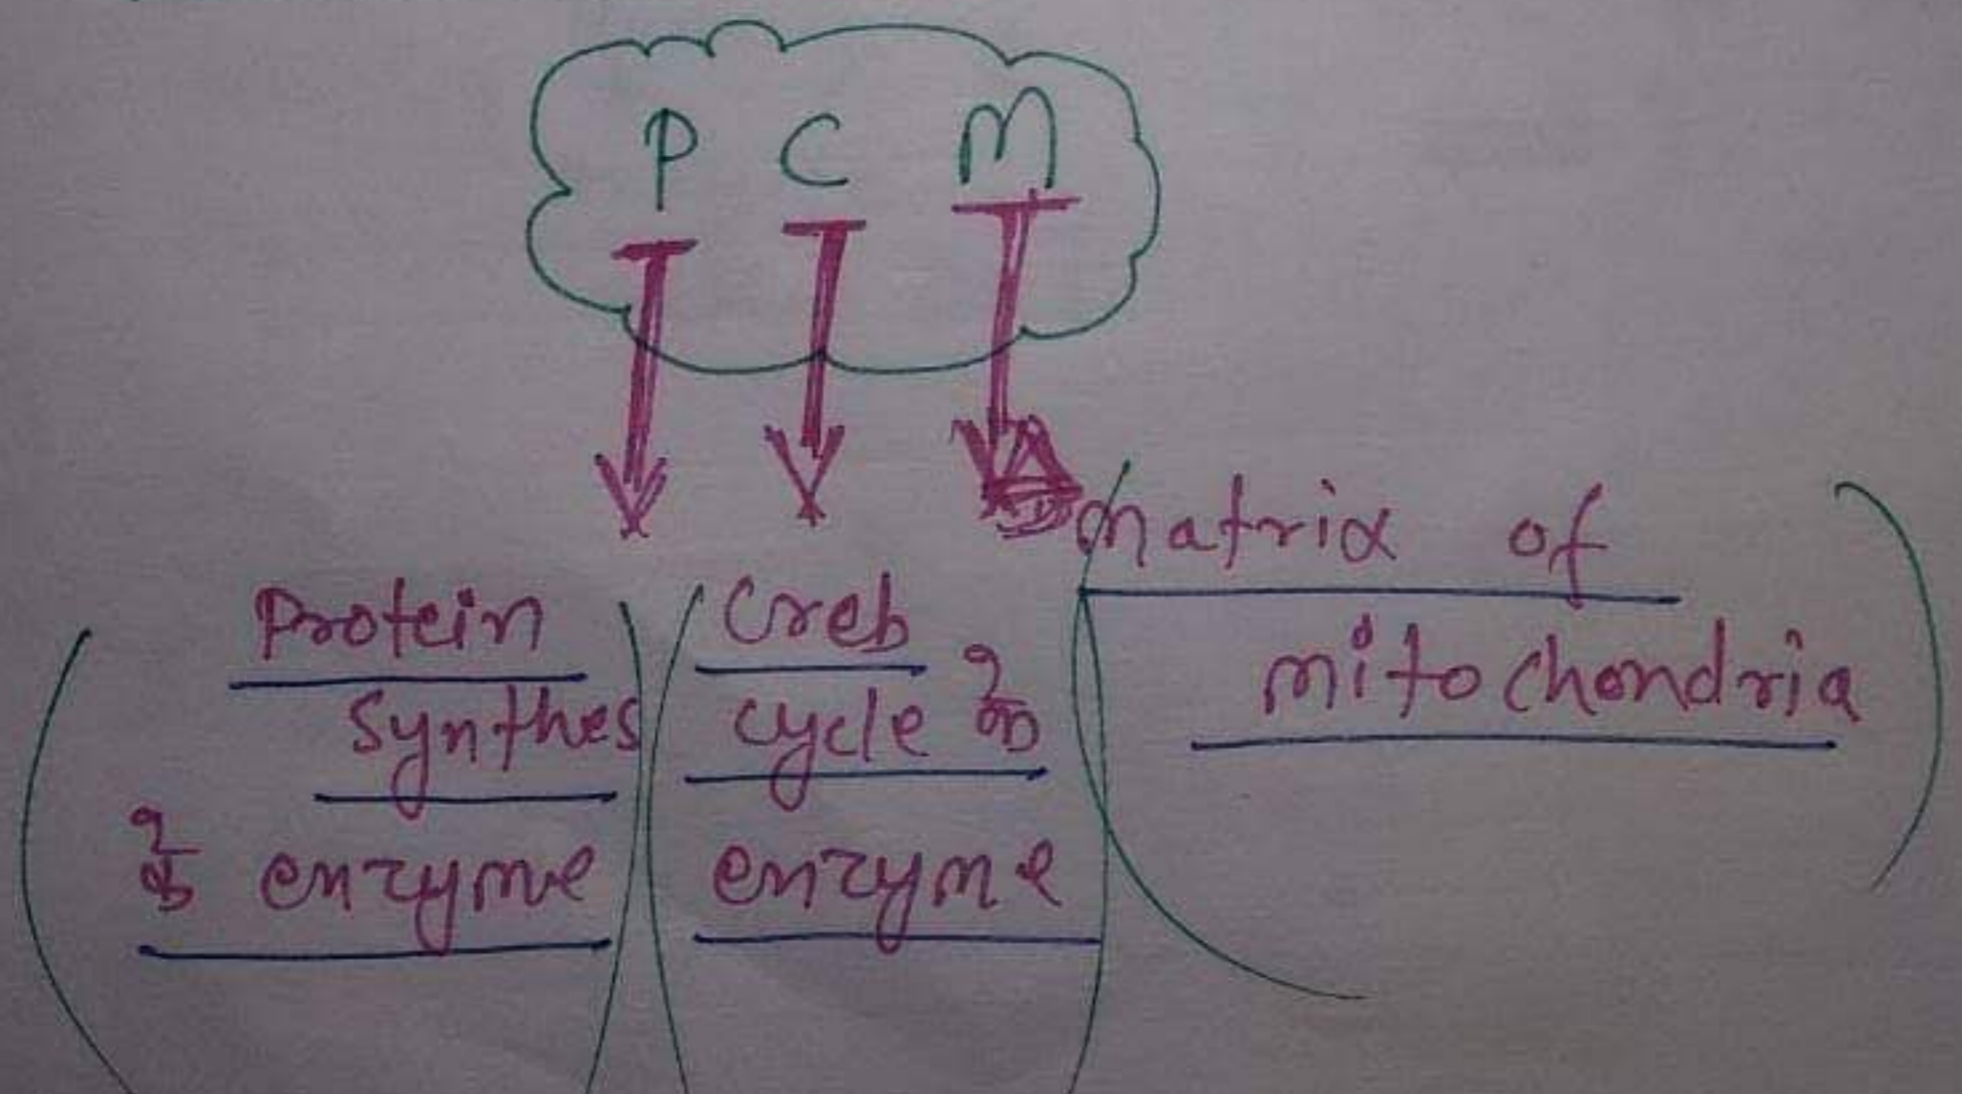 P C M
Protein
Synthes
के enzyme
Creb
cycle के
enzyme
Matrix of
mitochondria